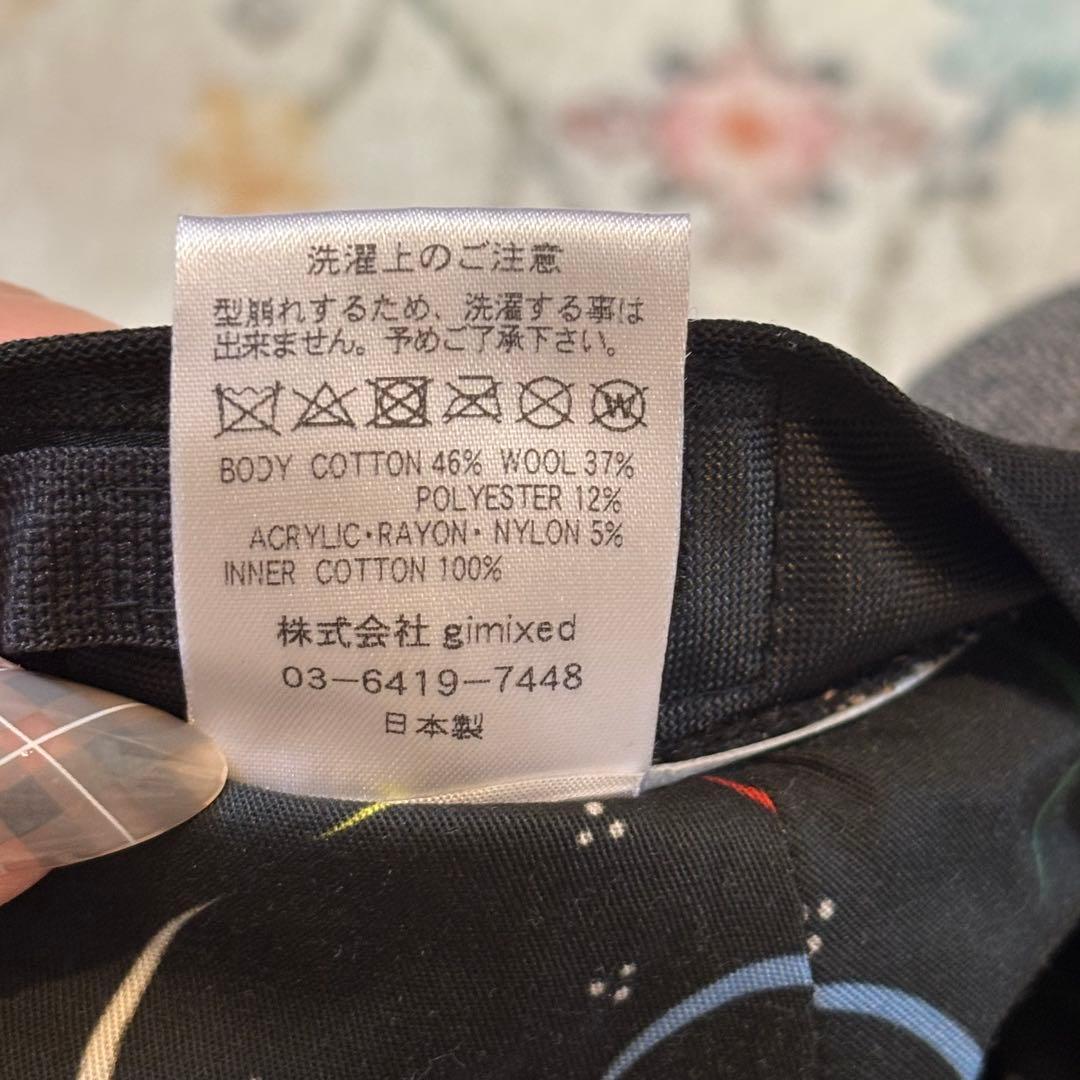 洗濯上のご注意
型崩れするため、洗濯する事は
出来ません。予めご了承下さい。
W
BODY COTTON 46% WOOL 37%
POLYESTER 12%
ACRYLIC・RAYON・NYLON 5%
INNER COTTON 100%
株式会社 gimixed
03-6419-7448
日本製